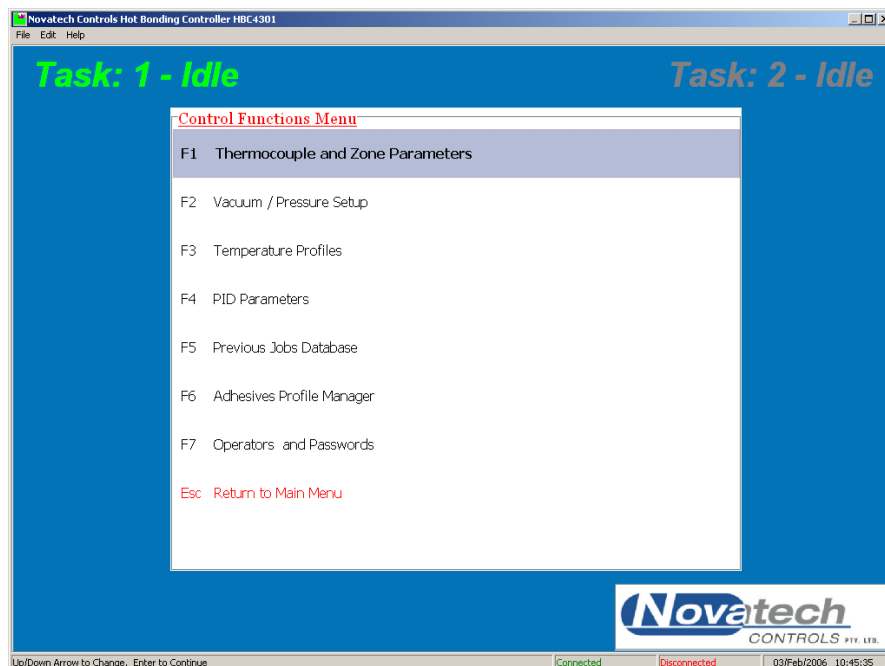 Novatech Controls Hot Bonding Controller HBC4301
File Edit Help
Task: 1 - Idle Task: 2 - Idle
Control Functions Menu
F1 Thermocouple and Zone Parameters
F2 Vacuum / Pressure Setup
F3 Temperature Profiles
F4 PID Parameters
F5 Previous Jobs Database
F6 Adhesives Profile Manager
F7 Operators and Passwords
Esc Return to Main Menu
Novatech
CONTROLS PTY. LTD.
Up/Down Arrow to Change, Enter to Continue Connected Disconnected 03/Feb/2006 10:45:35